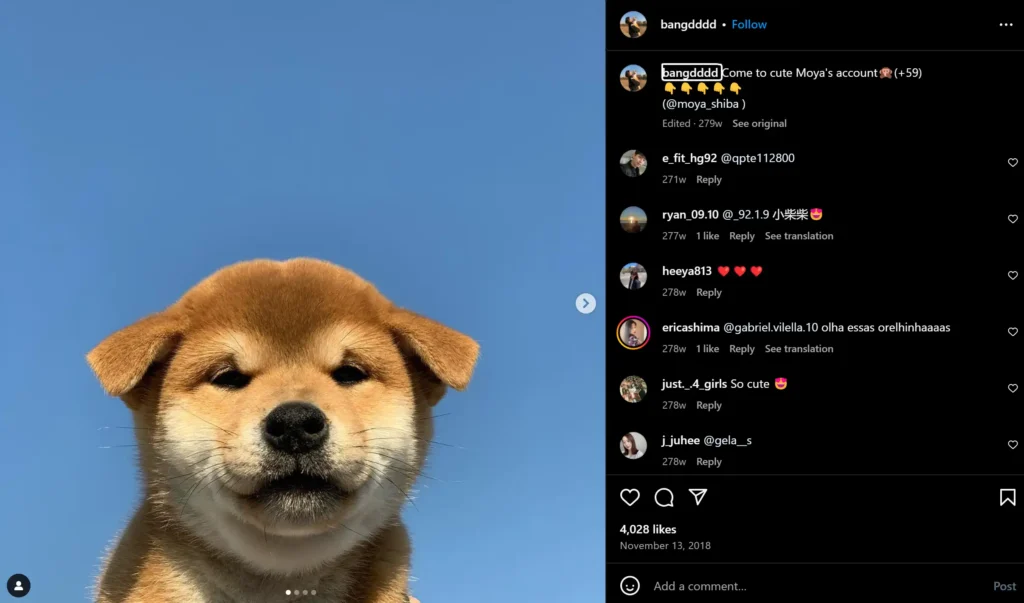 bangdddd • Follow
bangdddd Come to cute Moya's account🙊(+59)
👇👇👇👇👇
(@moya_shiba )
Edited · 279w See original
e_fit_hg92 @qpte112800
271w Reply
ryan_09.10 @_92.1.9 小柴柴😍
277w 1 like Reply See translation
heeya813 ❤️ ❤️ ❤️
278w Reply
ericashima @gabriel.vilella.10 olha essas orelhinhaaaas
278w 1 like Reply See translation
just._.4_girls So cute 😍
278w Reply
j_juhee @gela__s
278w Reply
4,028 likes
November 13, 2018
Add a comment...
Post